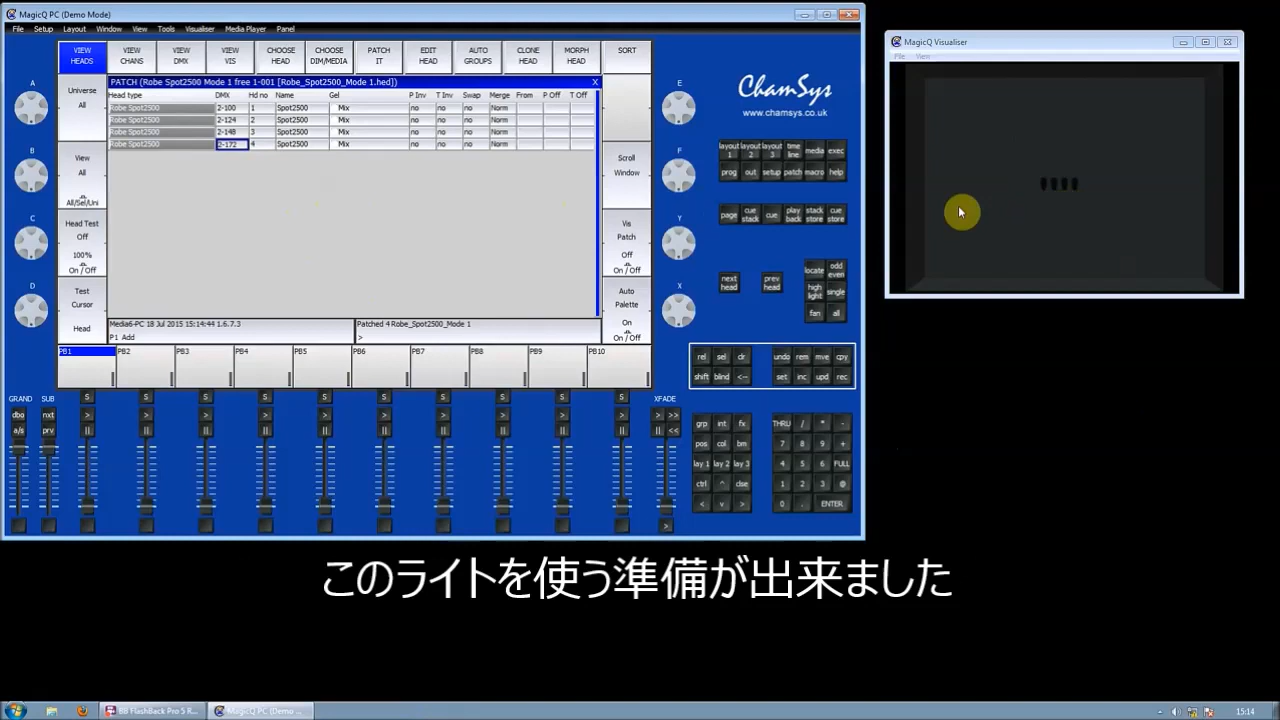 MagicQ PC (Demo Mode)
File Setup Layout Window View Tools Visualiser Media Player Panel
VIEW HEADS
VIEW CHANS
VIEW DMX
VIEW VIS
CHOOSE HEAD
CHOOSE DIM/MEDIA
PATCH IT
EDIT HEAD
AUTO GROUPS
CLONE HEAD
MORPH HEAD
SORT
PATCH (Robe Spot2500 Mode 1 free 1-001 [Robe_Spot2500_Mode 1.hed]) X
Head type DMX Hd no Name Gel P Inv T Inv Swap Merge From P Off T Off
Robe Spot2500 2-100 1 Spot2500 Mix no no no Norm
Robe Spot2500 2-124 2 Spot2500 Mix no no no Norm
Robe Spot2500 2-148 3 Spot2500 Mix no no no Norm
Robe Spot2500 2-172 4 Spot2500 Mix no no no Norm
A
B
C
D
Universe
All
View
All
All/Sel/Uni
Head Test
Off
100%
On / Off
Test
Cursor
Head
Scroll
Window
Vis
Patch
Off
On / Off
Auto
Palette
On
On / Off
E
F
Y
X
Media6-PC 18 Jul 2015 15:14:44 1.6.7.3
P1 Add
Patched 4 Robe_Spot2500_Mode 1
>
PB1 PB2 PB3 PB4 PB5 PB6 PB7 PB8 PB9 PB10
ChamSys
www.chamsys.co.uk
layout 1 layout 2 layout 3 time line media exec
prog out setup patch macro help
page cue stack cue play back stack store cue store
next head prev head
locate odd even
high light single
fan all
rel sel clr undo rem mve cpy
shift blind <-- set inc upd rec
GRAND SUB XFADE
S S S S S S S S S S
dbo nxt > > > > > > > > > > > >>
a/s prv || || || || || || || || || || || <<
>
grp int fx THRU / * -
pos col bm 7 8 9 +
lay 1 lay 2 lay 3 4 5 6 FULL
ctrl ^ clse 1 2 3 @
< v > 0 . ENTER
MagicQ Visualiser
File View
このライトを使う準備が出来ました
BB FlashBack Pro 5 R...
MagicQ PC (Demo ...
15:14